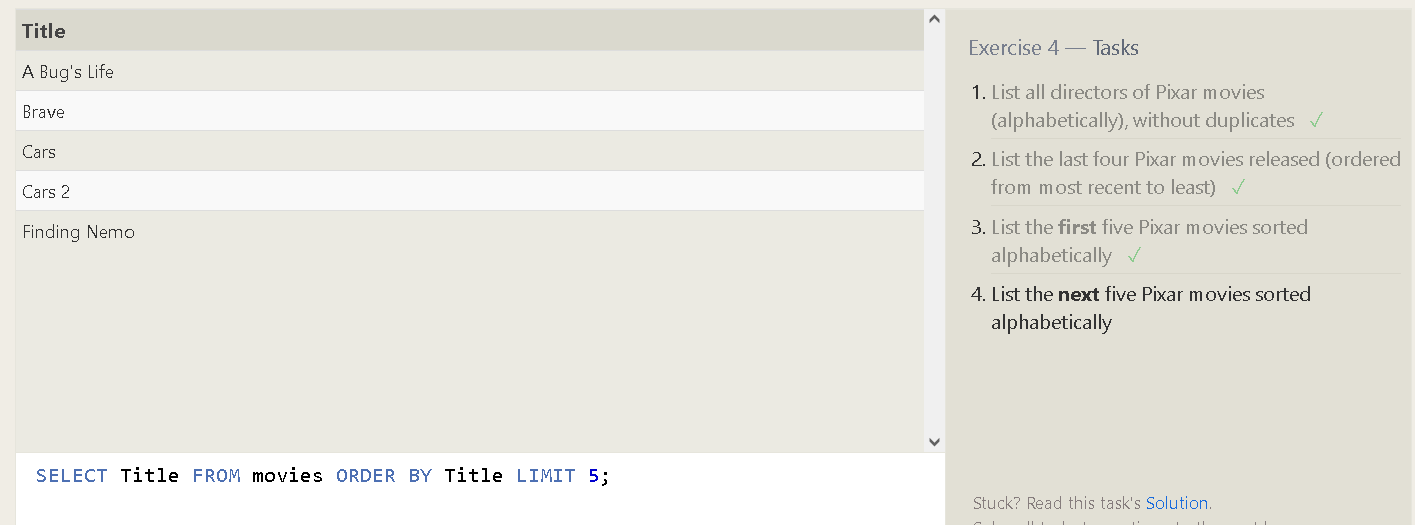 Title
A Bug's Life
Brave
Cars
Cars 2
Finding Nemo
SELECT Title FROM movies ORDER BY Title LIMIT 5;
Exercise 4 — Tasks
1. List all directors of Pixar movies
(alphabetically), without duplicates ✓
2. List the last four Pixar movies released (ordered
from most recent to least) ✓
3. List the first five Pixar movies sorted
alphabetically ✓
4. List the next five Pixar movies sorted
alphabetically
Stuck? Read this task's Solution.